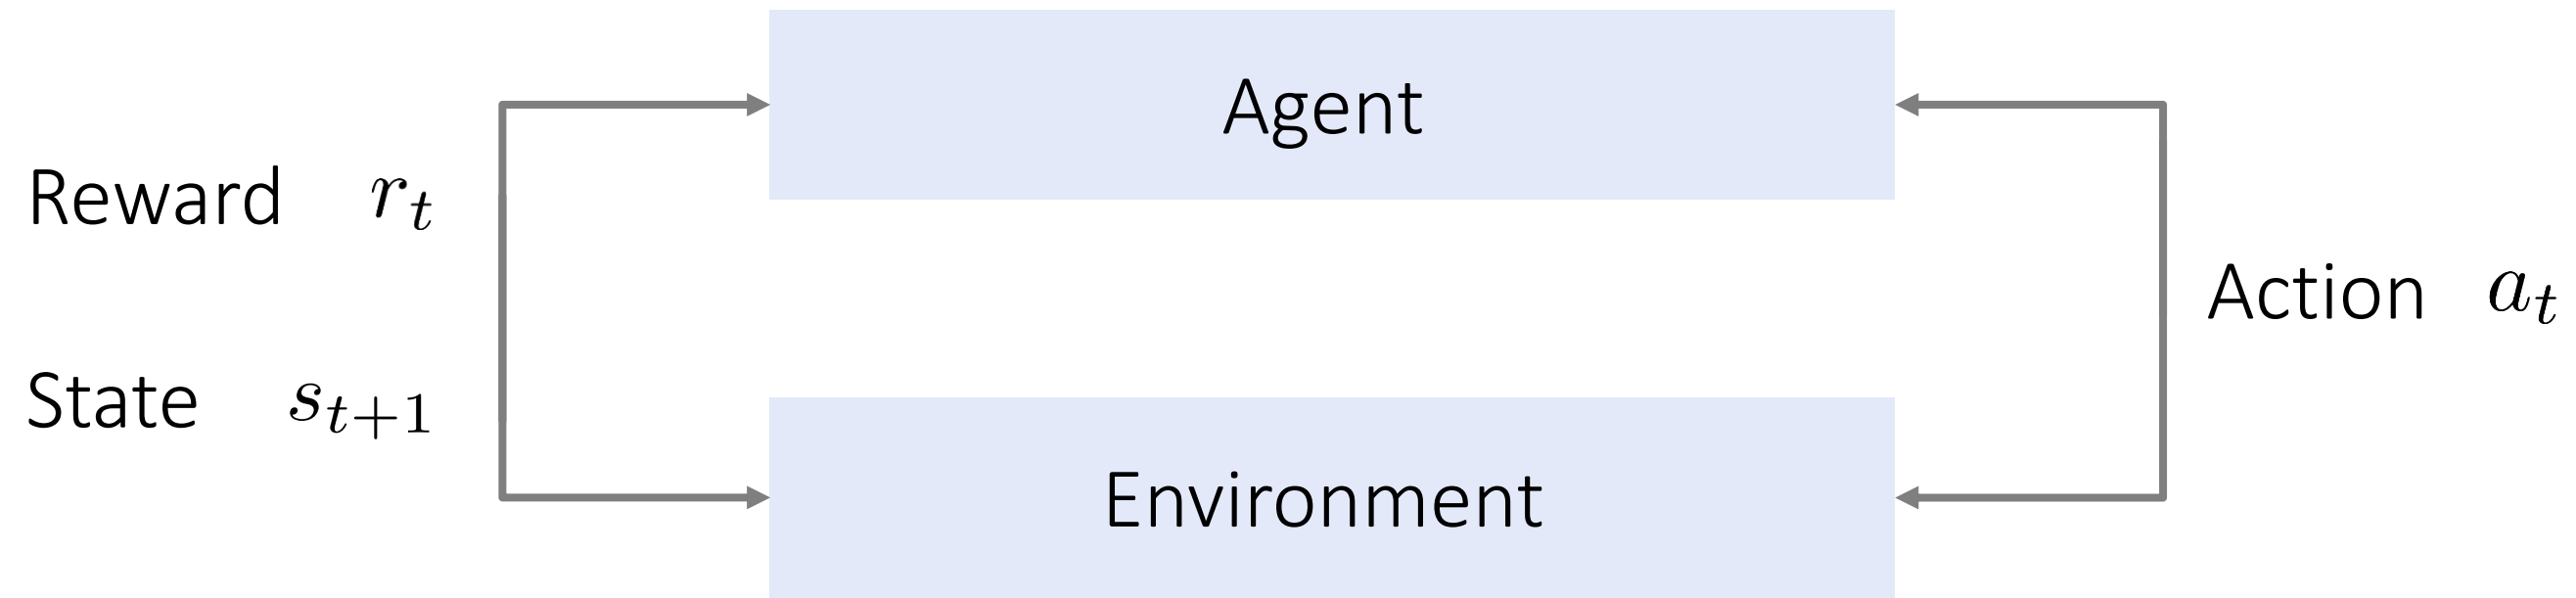 Agent
Reward r_t
Action a_t
State s_{t+1}
Environment